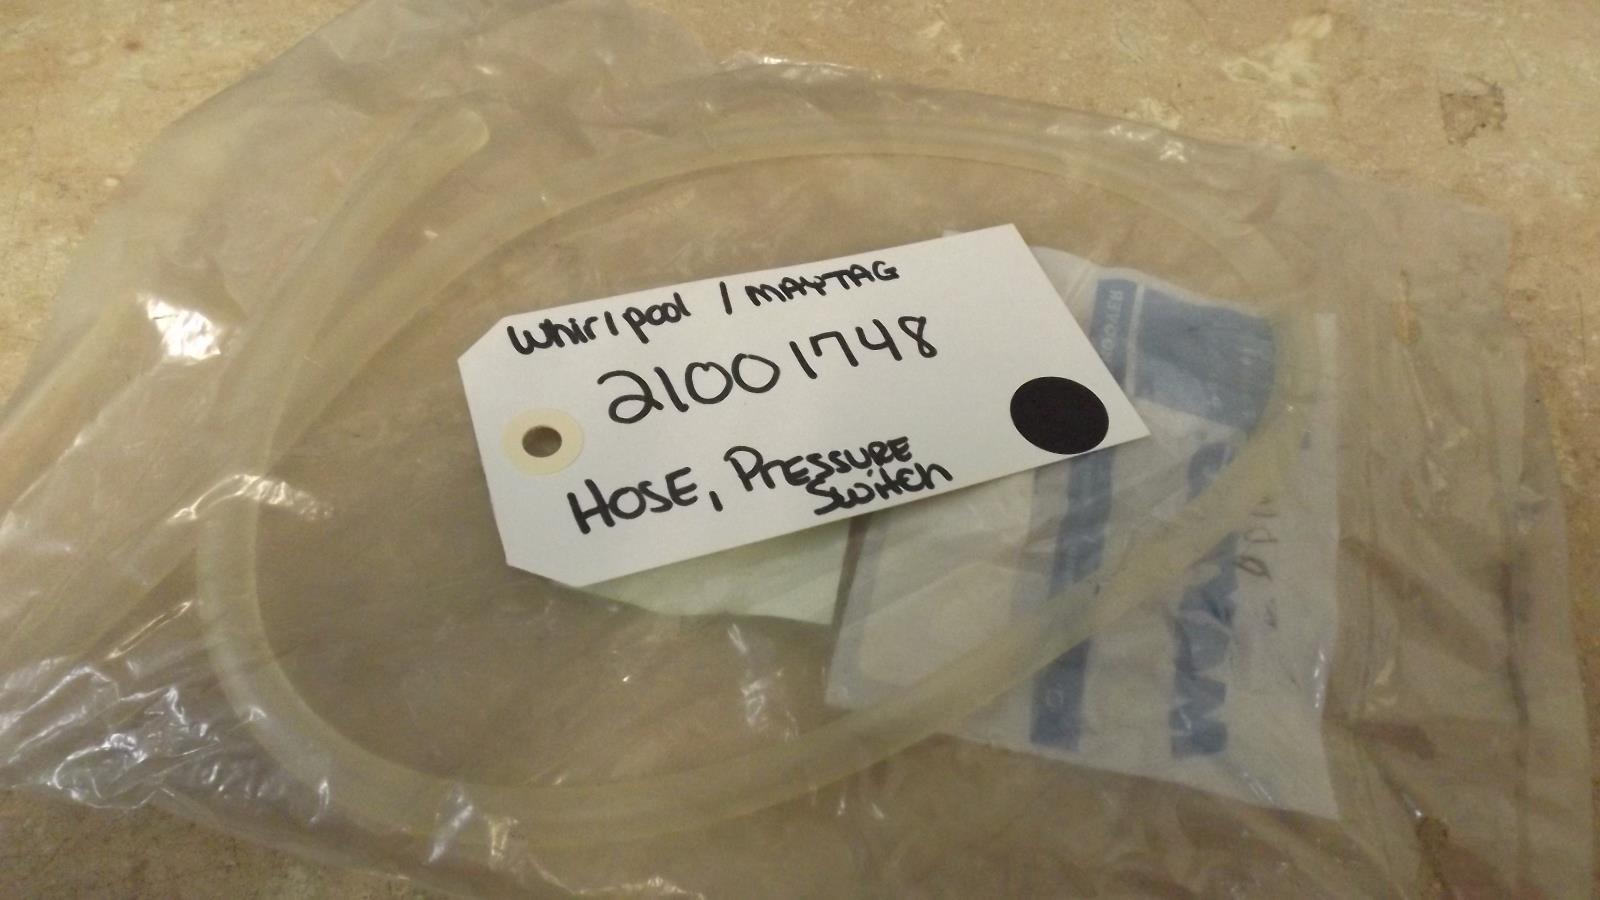 Whirlpool / MAYTAG
21001748
HOSE, PRESSURE
SWITCH